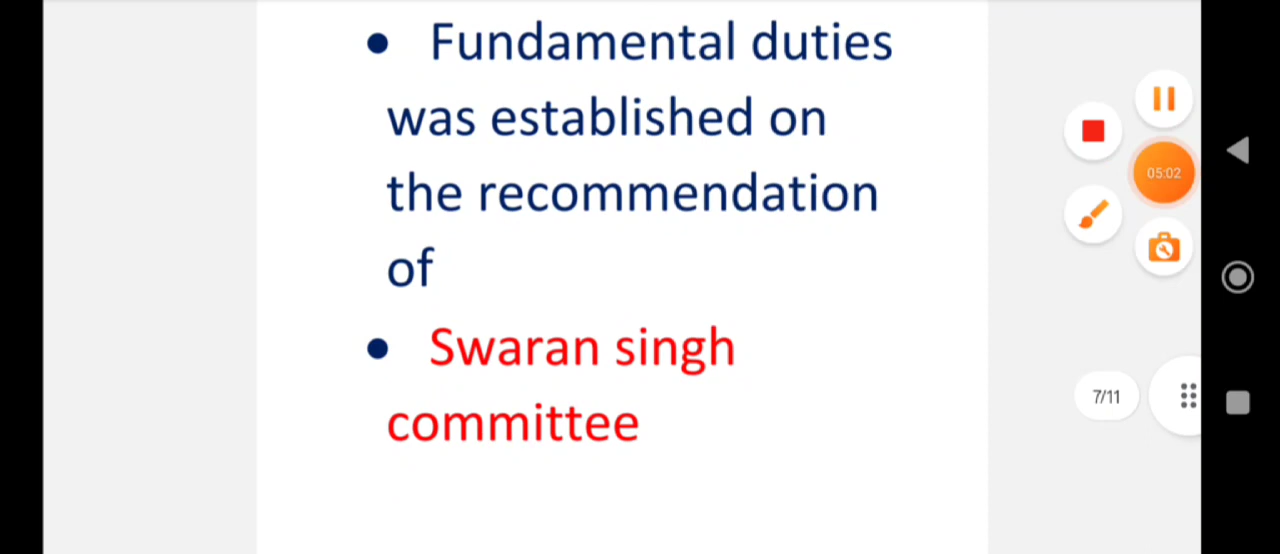 • Fundamental duties
was established on
the recommendation
of
• Swaran singh
committee
05:02
7/11